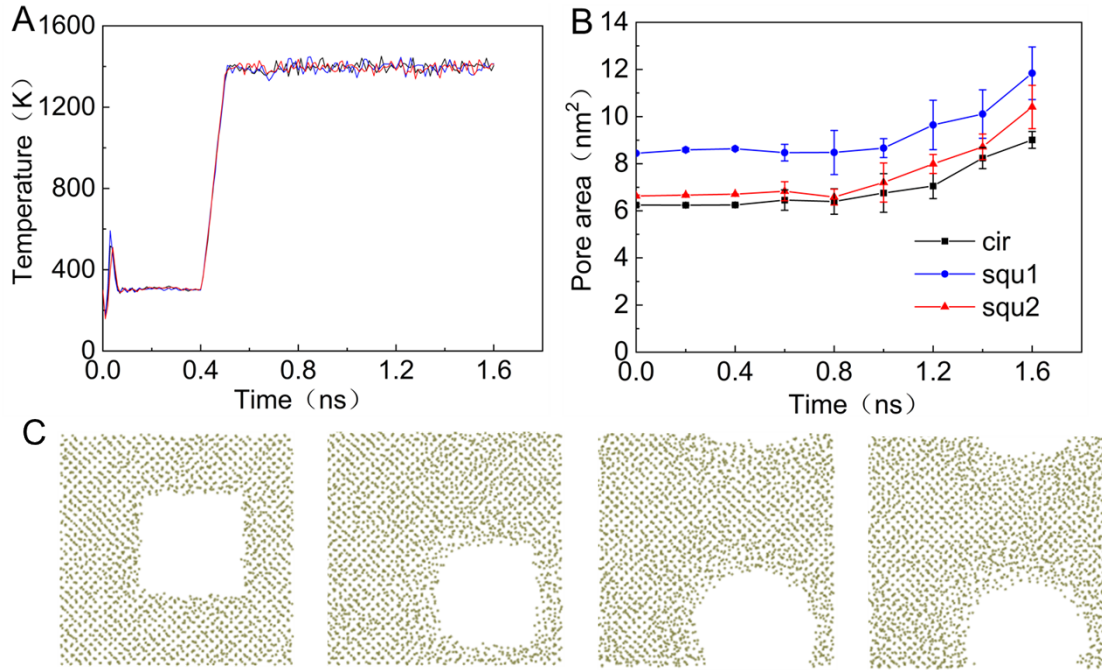 A
Temperature（K）
1600
1200
800
400
0
0.0 0.4 0.8 1.2 1.6
Time（ns）
B
Pore area（nm²）
14
12
10
8
6
4
2
0
cir
squ1
squ2
0.0 0.4 0.8 1.2 1.6
Time（ns）
C